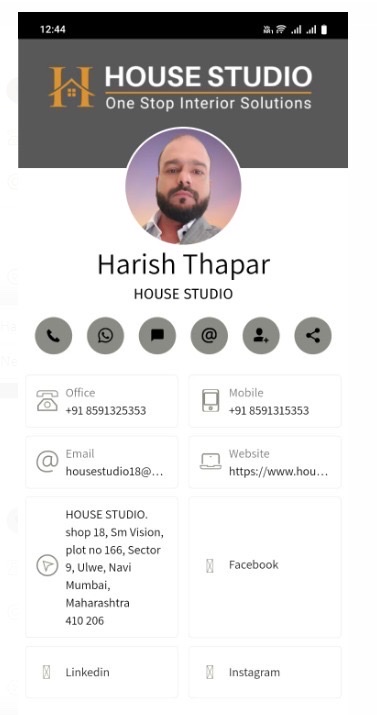 12:44
HOUSE STUDIO
One Stop Interior Solutions
Harish Thapar
HOUSE STUDIO
Office
+91 8591325353
Mobile
+91 8591315353
Email
housestudio18@...
Website
https://www.hou...
HOUSE STUDIO.
shop 18, Sm Vision,
plot no 166, Sector
9, Ulwe, Navi
Mumbai,
Maharashtra
410 206
Facebook
Linkedin
Instagram